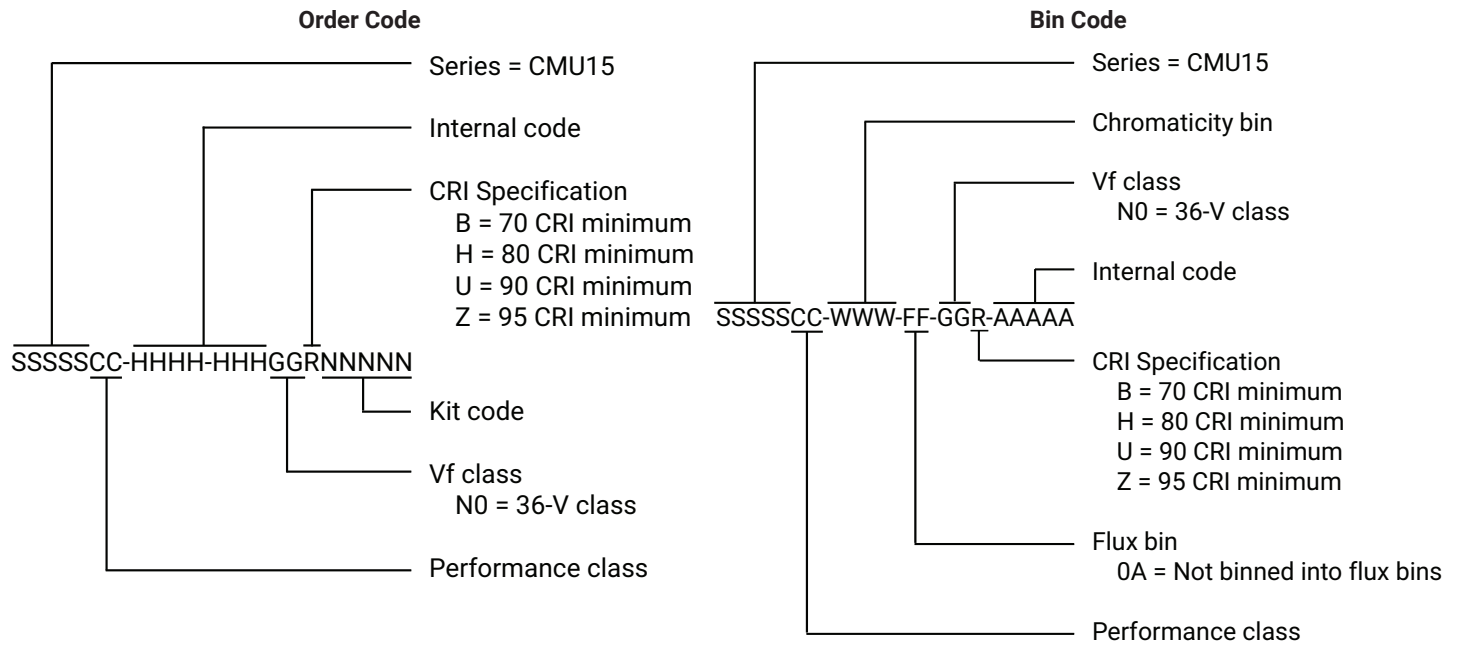 Order Code
Series = CMU15
Internal code
CRI Specification
B = 70 CRI minimum
H = 80 CRI minimum
U = 90 CRI minimum
Z = 95 CRI minimum
SSSSSCC-HHHH-HHHGGRNNNNN
Kit code
Vf class
N0 = 36-V class
Performance class
Bin Code
Series = CMU15
Chromaticity bin
Vf class
N0 = 36-V class
Internal code
SSSSSCC-WWW-FF-GGR-AAAAA
CRI Specification
B = 70 CRI minimum
H = 80 CRI minimum
U = 90 CRI minimum
Z = 95 CRI minimum
Flux bin
0A = Not binned into flux bins
Performance class